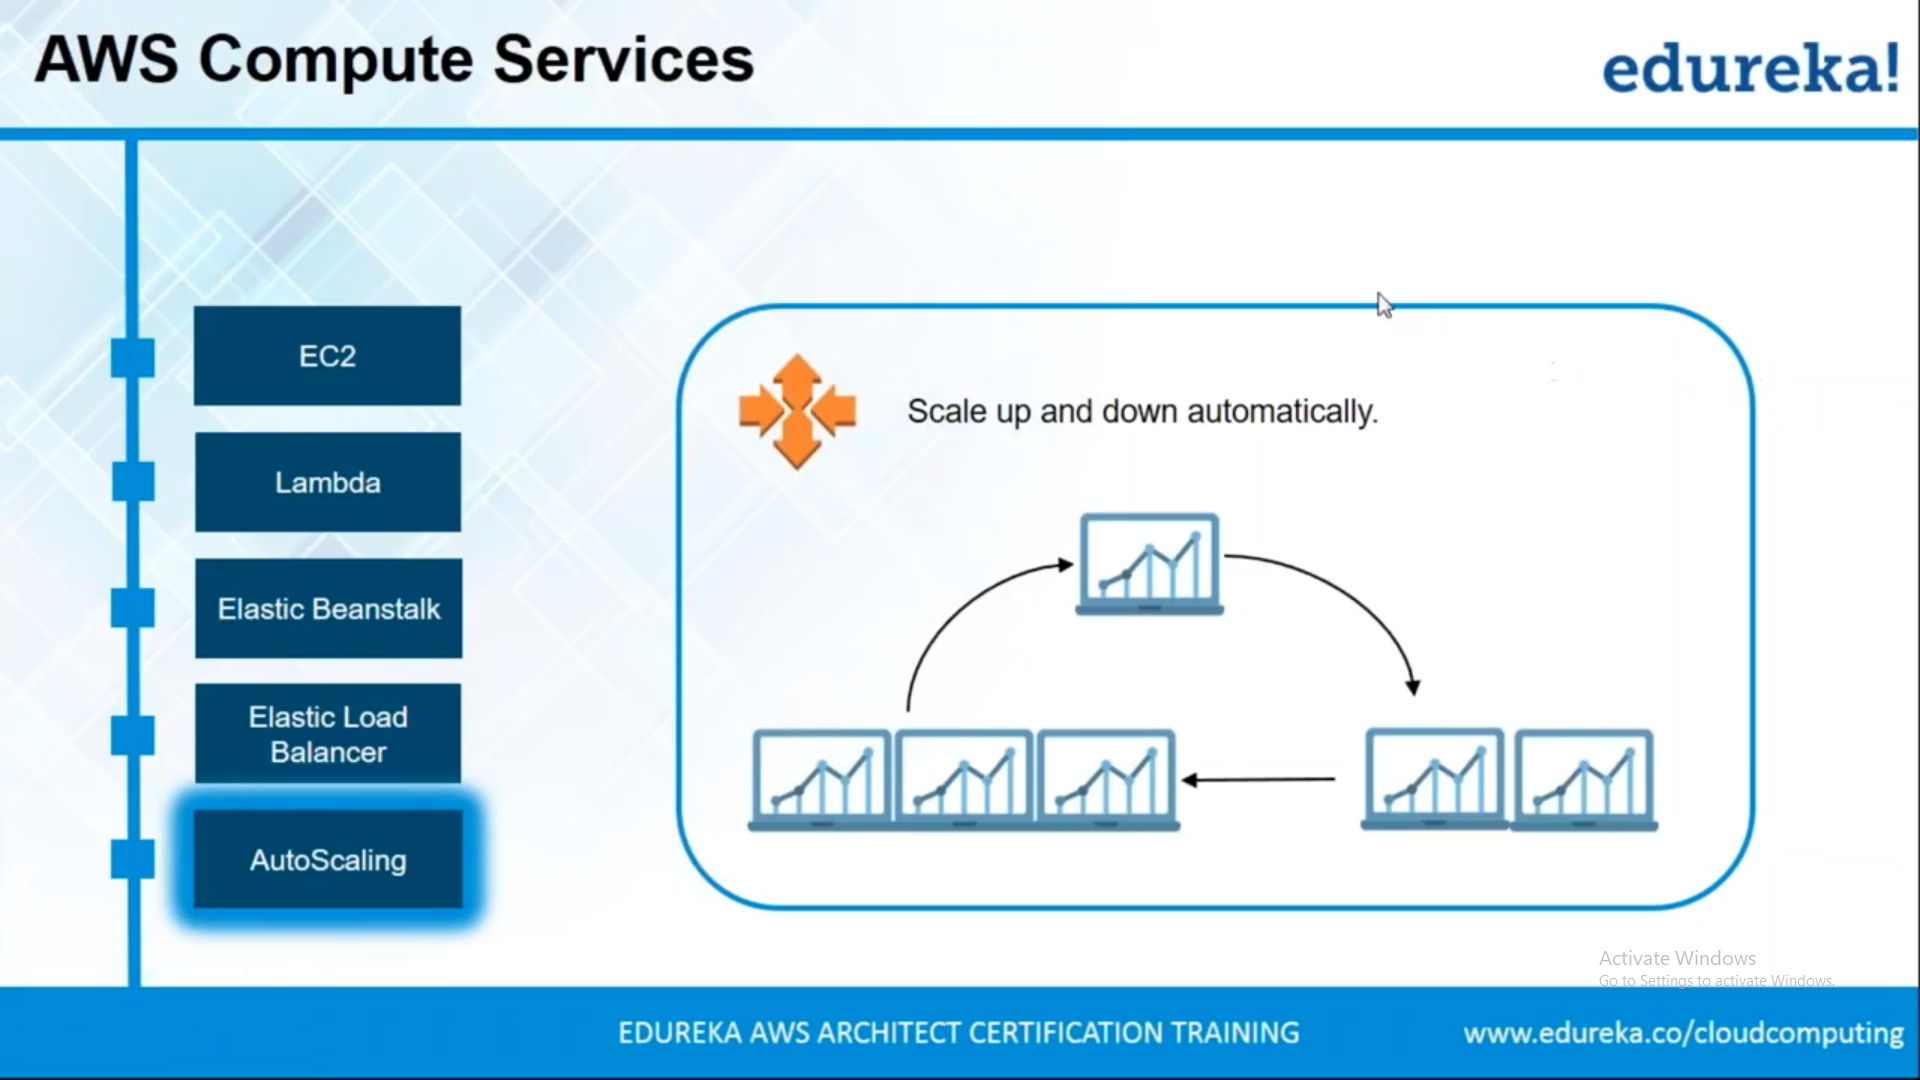 AWS Compute Services
edureka!
EC2
Lambda
Elastic Beanstalk
Elastic Load
Balancer
AutoScaling
Scale up and down automatically.
Activate Windows
Go to Settings to activate Windows.
EDUREKA AWS ARCHITECT CERTIFICATION TRAINING
www.edureka.co/cloudcomputing